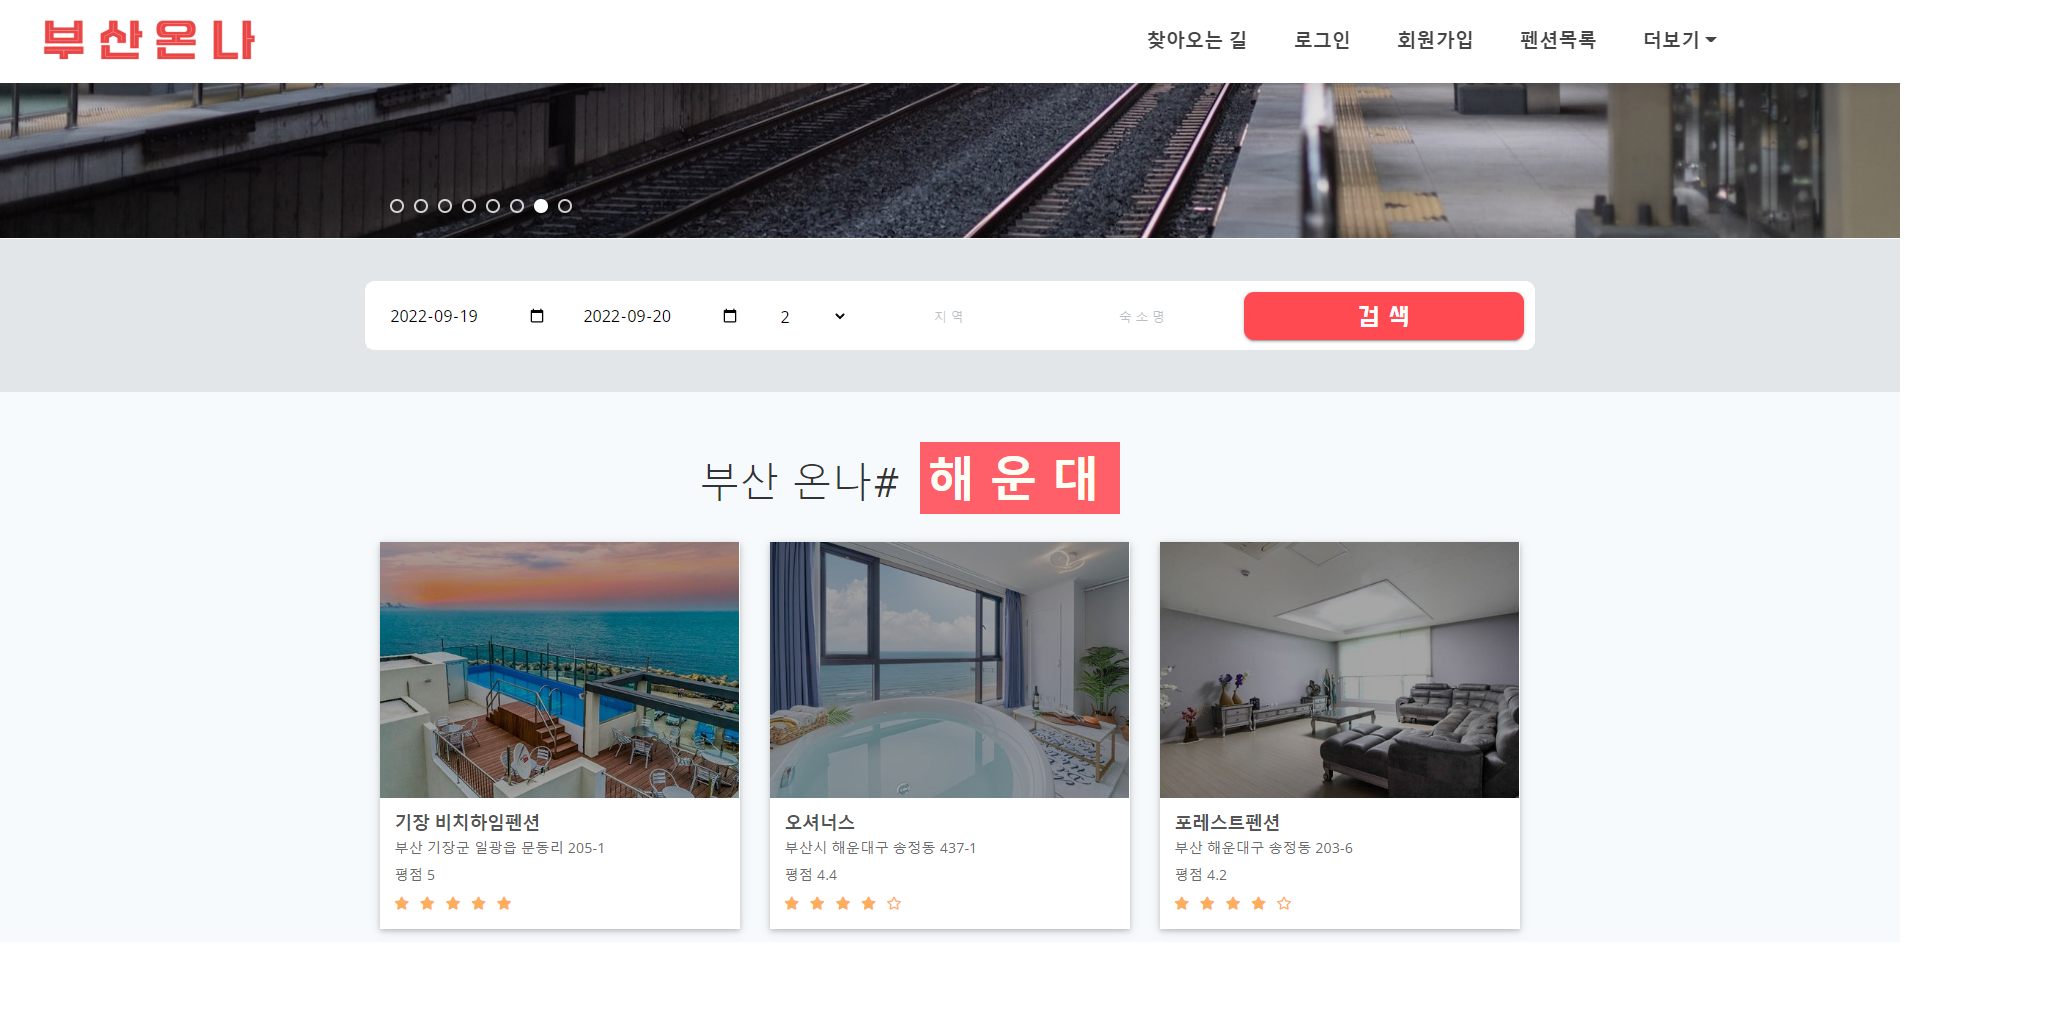 부산온나
찾아오는 길 로그인 회원가입 펜션목록 더보기
2022-09-19 2022-09-20 2 지역 숙소명 검색
부산 온나# 해운대
기장 비치하임펜션
부산 기장군 일광읍 문동리 205-1
평점 5
오셔너스
부산시 해운대구 송정동 437-1
평점 4.4
포레스트펜션
부산 해운대구 송정동 203-6
평점 4.2